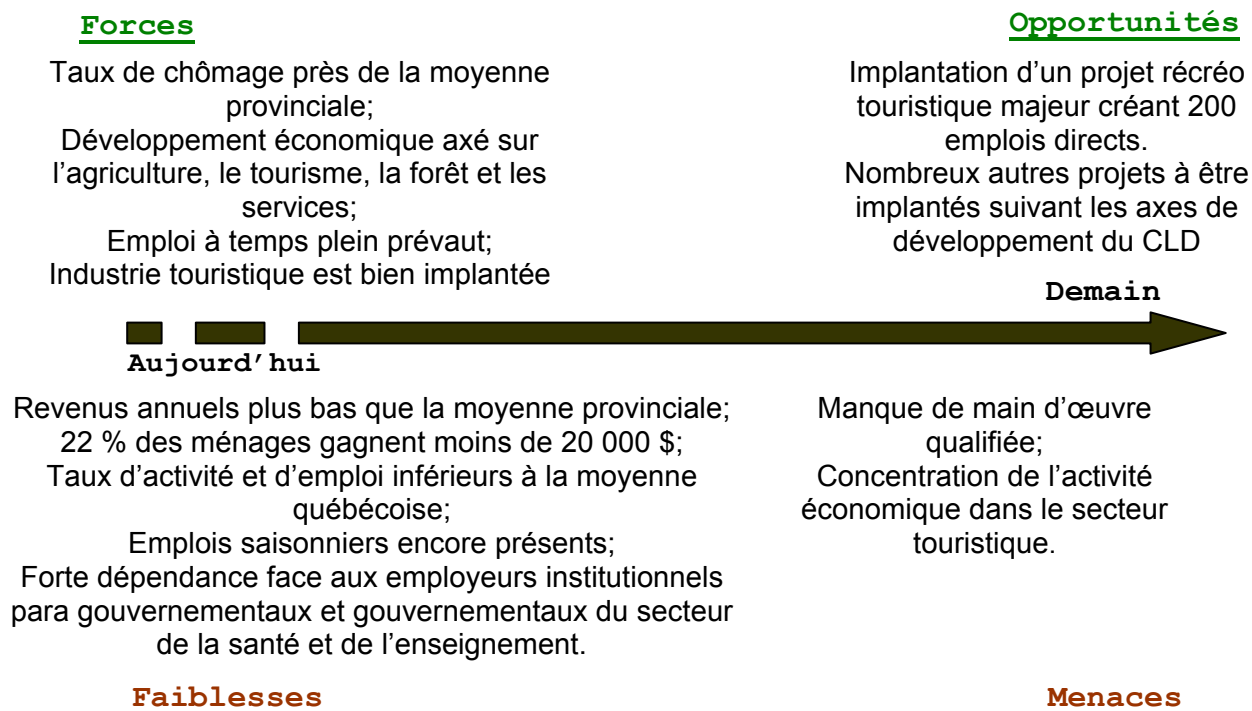 Forces
Taux de chômage près de la moyenne
provinciale;
Développement économique axé sur
l’agriculture, le tourisme, la forêt et les
services;
Emploi à temps plein prévaut;
Industrie touristique est bien implantée
Opportunités
Implantation d’un projet récréo
touristique majeur créant 200
emplois directs.
Nombreux autres projets à être
implantés suivant les axes de
développement du CLD
Demain
Aujourd’hui
Revenus annuels plus bas que la moyenne provinciale;
22 % des ménages gagnent moins de 20 000 $;
Taux d’activité et d’emploi inférieurs à la moyenne
québécoise;
Emplois saisonniers encore présents;
Forte dépendance face aux employeurs institutionnels
para gouvernementaux et gouvernementaux du secteur
de la santé et de l’enseignement.
Faiblesses
Manque de main d’œuvre
qualifiée;
Concentration de l’activité
économique dans le secteur
touristique.
Menaces